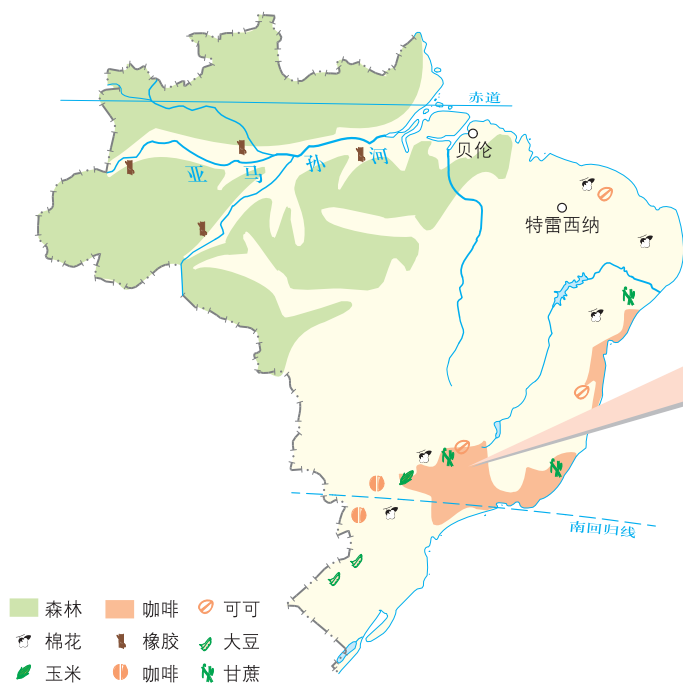 赤道
亚马孙河
贝伦
特雷西纳
南回归线
森林 咖啡 可可
棉花 橡胶 大豆
玉米 咖啡 甘蔗